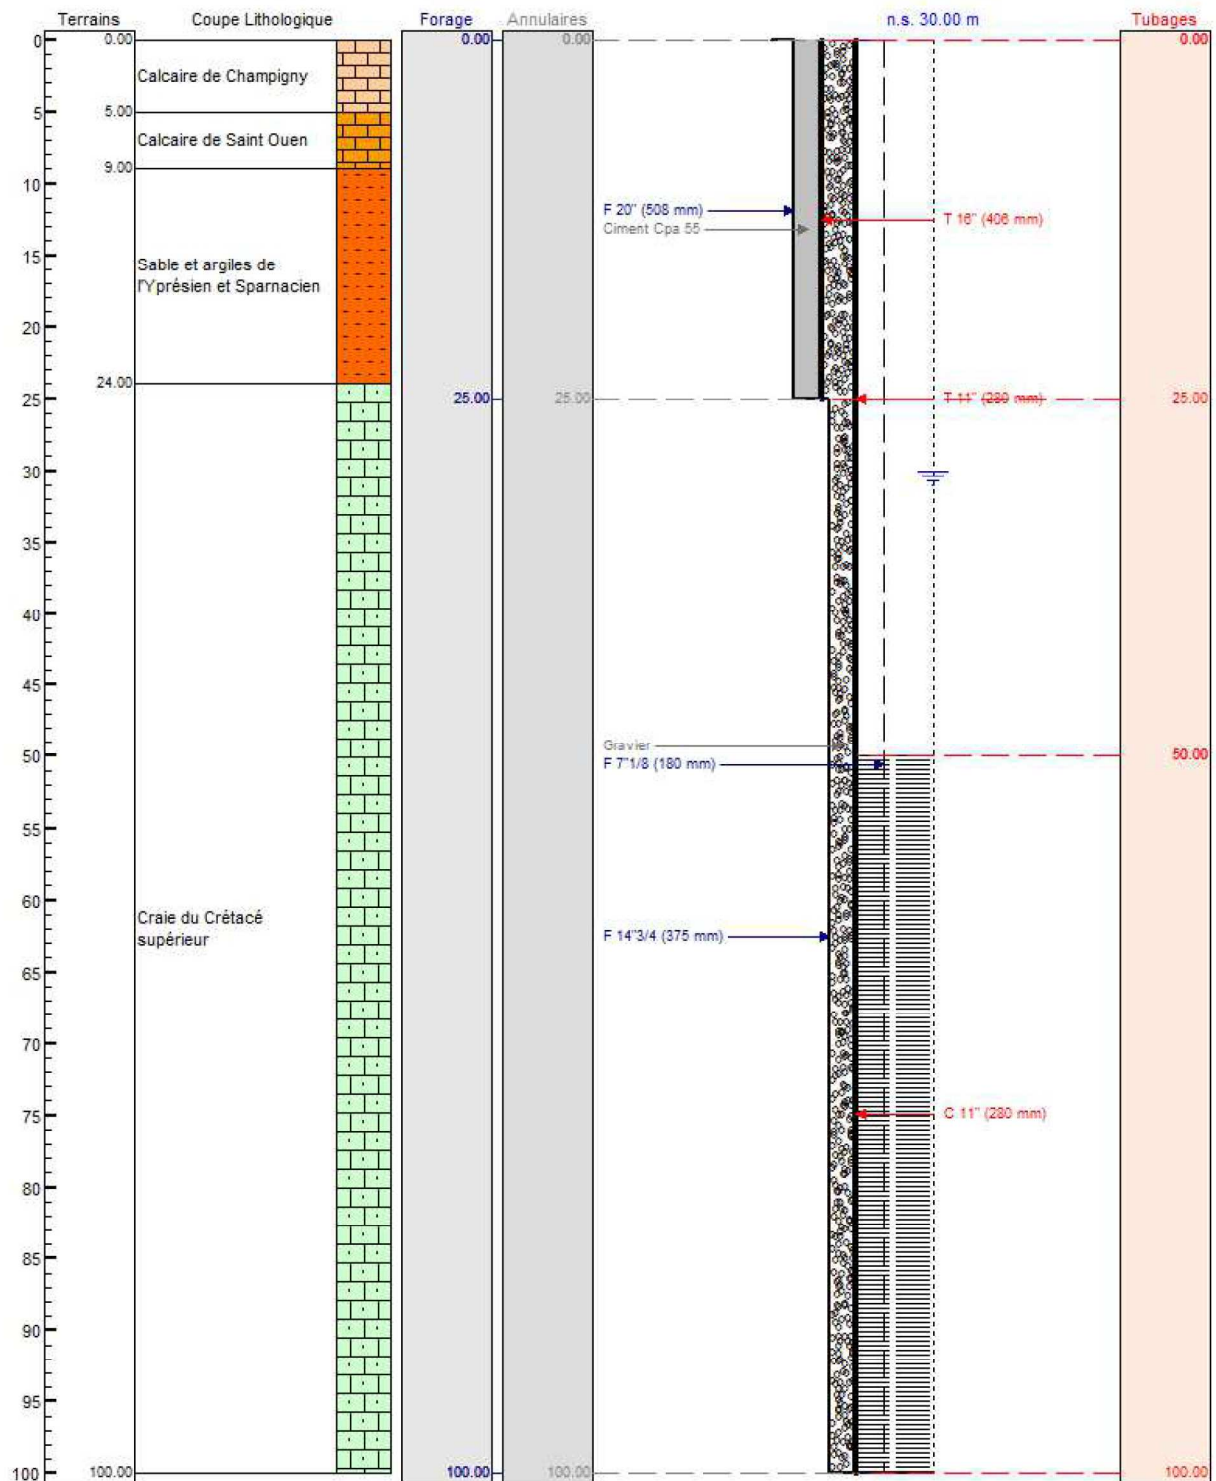 Terrains Coupe Lithologique Forage Annulaires n.s. 30.00 m Tubages
0 0.00 0.00 0.00 0.00
Calcaire de Champigny
5 5.00
Calcaire de Saint Ouen
9.00
10
F 20" (508 mm)
T 16" (406 mm)
Ciment Cpa 55
15
Sable et argiles de
l'Yprésien et Sparnacien
20
24.00
25 25.00 25.00 T 11" (280 mm) 25.00
30
35
40
45
Gravier
50 50.00
F 7"1/8 (180 mm)
55
60
Craie du Crétacé
supérieur
F 14"3/4 (375 mm)
65
70
75 C 11" (280 mm)
80
85
90
95
100 100.00 100.00 100.00 100.00